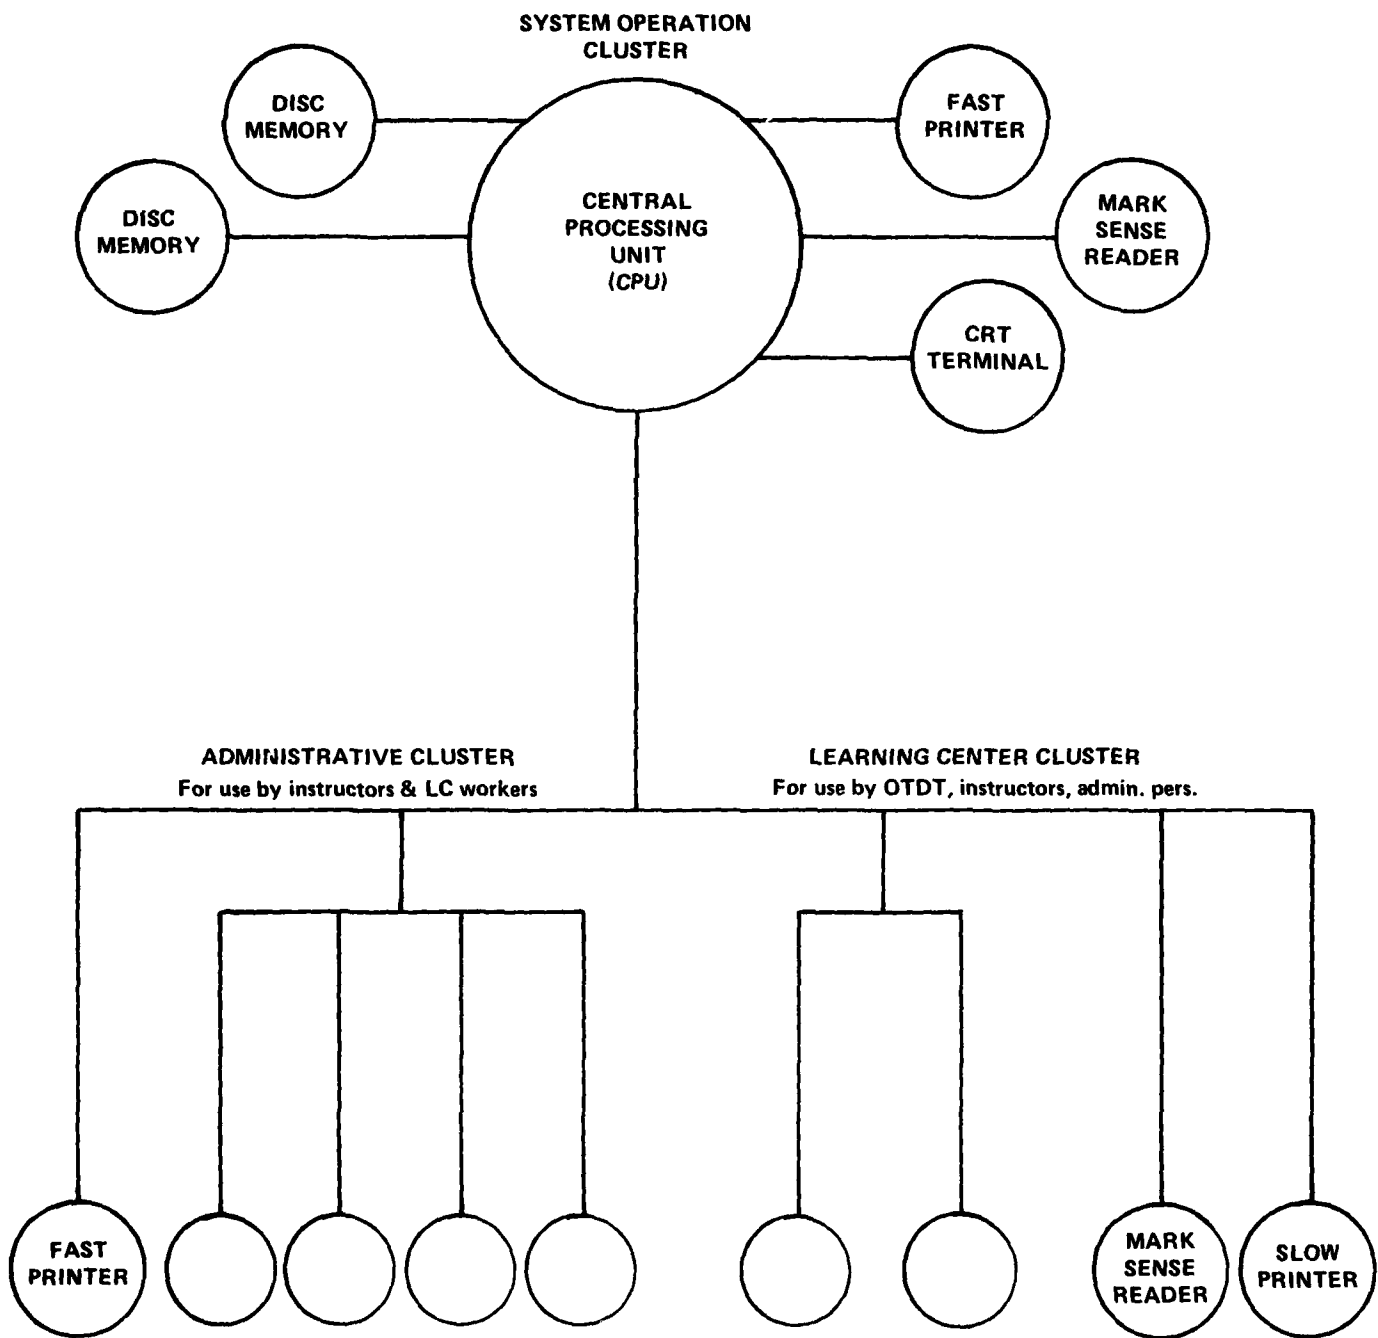 SYSTEM OPERATION
CLUSTER
DISC
MEMORY
FAST
PRINTER
DISC
MEMORY
CENTRAL
PROCESSING
UNIT
(CPU)
MARK
SENSE
READER
CRT
TERMINAL
ADMINISTRATIVE CLUSTER
For use by instructors & LC workers
LEARNING CENTER CLUSTER
For use by OTDT, instructors, admin. pers.
FAST
PRINTER
MARK
SENSE
READER
SLOW
PRINTER